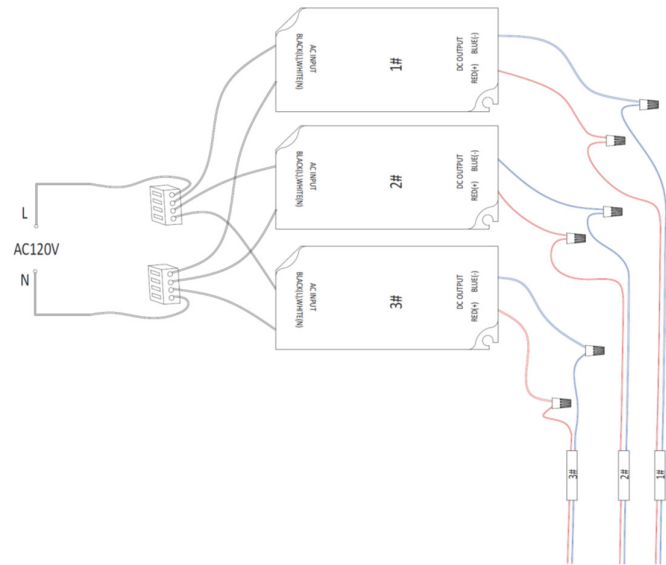 AC INPUT
BLACK(L),WHITE(N)
1#
DC OUTPUT
RED(+) BLUE(-)
AC INPUT
BLACK(L),WHITE(N)
2#
DC OUTPUT
RED(+) BLUE(-)
AC INPUT
BLACK(L),WHITE(N)
3#
DC OUTPUT
RED(+) BLUE(-)
L
AC120V
N
3#
2#
1#